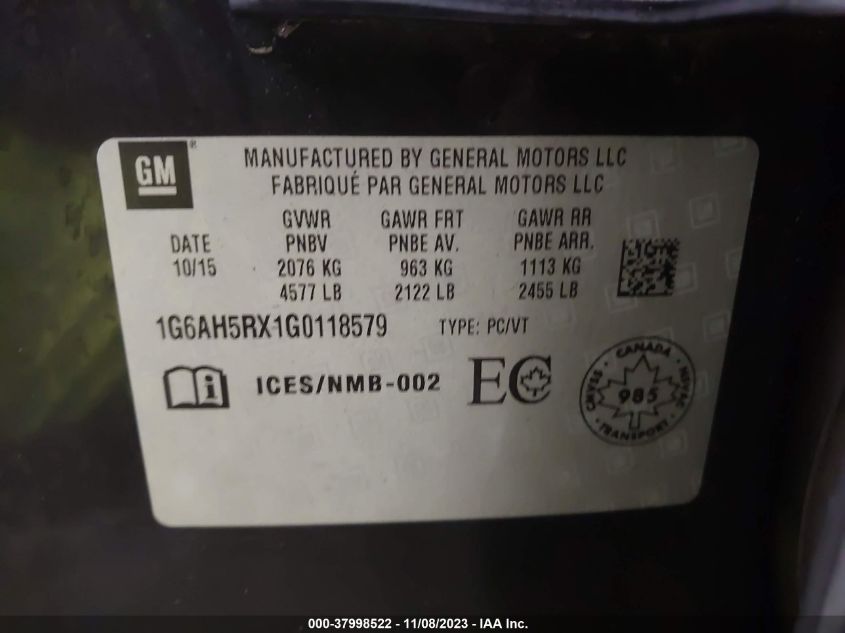 GM ®
MANUFACTURED BY GENERAL MOTORS LLC
FABRIQUÉ PAR GENERAL MOTORS LLC
GVWR GAWR FRT GAWR RR
DATE PNBV PNBE AV. PNBE ARR.
10/15 2076 KG 963 KG 1113 KG
4577 LB 2122 LB 2455 LB
1G6AH5RX1G0118579 TYPE: PC/VT
i ICES/NMB-002 EC
CANADA
CMVSS 985 NSVAC
TRANSPORT
000-37998522 - 11/08/2023 - IAA Inc.